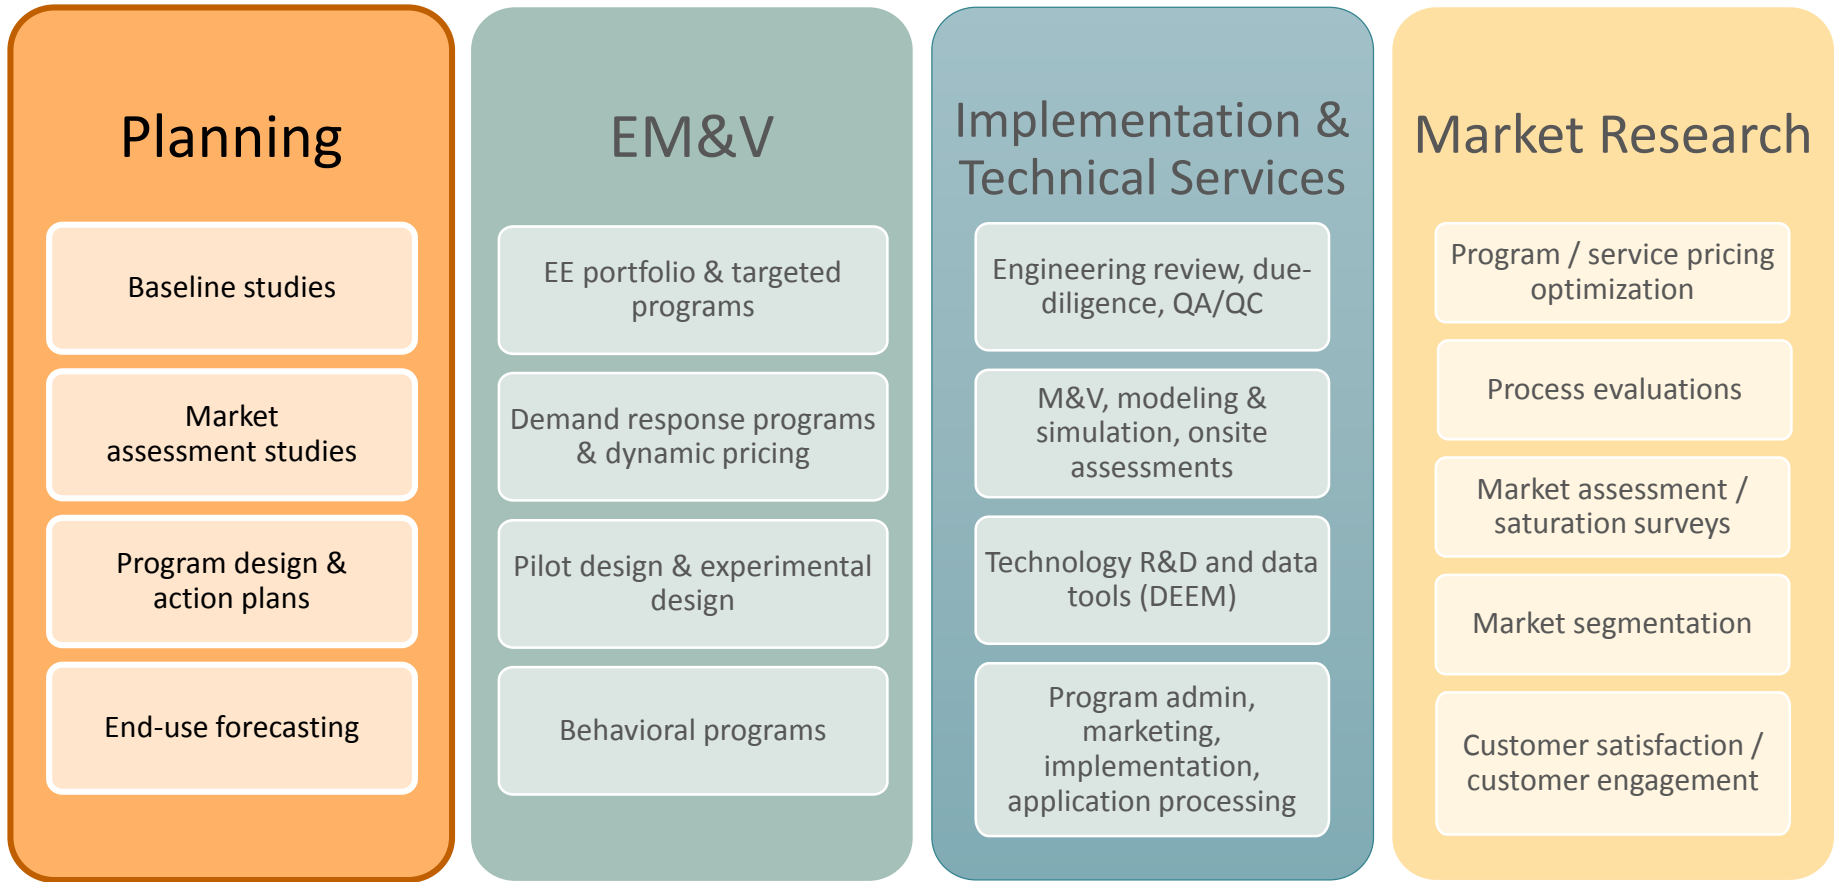 Planning
Baseline studies
Market
assessment studies
Program design &
action plans
End-use forecasting
EM&V
EE portfolio & targeted
programs
Demand response programs
& dynamic pricing
Pilot design & experimental
design
Behavioral programs
Implementation &
Technical Services
Engineering review, due-
diligence, QA/QC
M&V, modeling &
simulation, onsite
assessments
Technology R&D and data
tools (DEEM)
Program admin,
marketing,
implementation,
application processing
Market Research
Program / service pricing
optimization
Process evaluations
Market assessment /
saturation surveys
Market segmentation
Customer satisfaction /
customer engagement